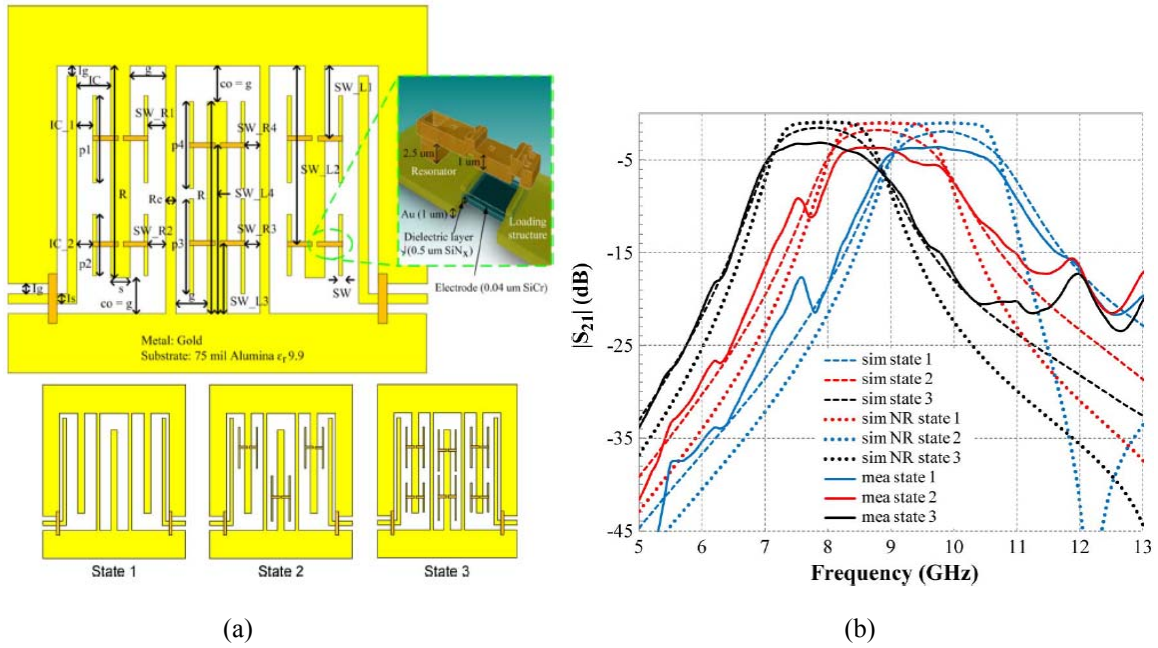 Ig
g
IC
co = g
SW_L1
IC_1
SW_R1
p1
p4
SW_R4
SW_L2
R
R
SW_L4
Rc
IC_2
SW_R2
p2
p3
SW_R3
g
s
co = g
SW_L3
SW
Ig
Is
2.5 um
1 um
Resonator
Au (1 um)
Loading
structure
Dielectric layer
(0.5 um SiNx)
Electrode (0.04 um SiCr)
Metal: Gold
Substrate: 75 mil Alumina εr 9.9
State 1
State 2
State 3
(a)
|S21| (dB)
-5
-15
-25
-35
-45
sim state 1
sim state 2
sim state 3
sim NR state 1
sim NR state 2
sim NR state 3
mea state 1
mea state 2
mea state 3
5 6 7 8 9 10 11 12 13
Frequency (GHz)
(b)